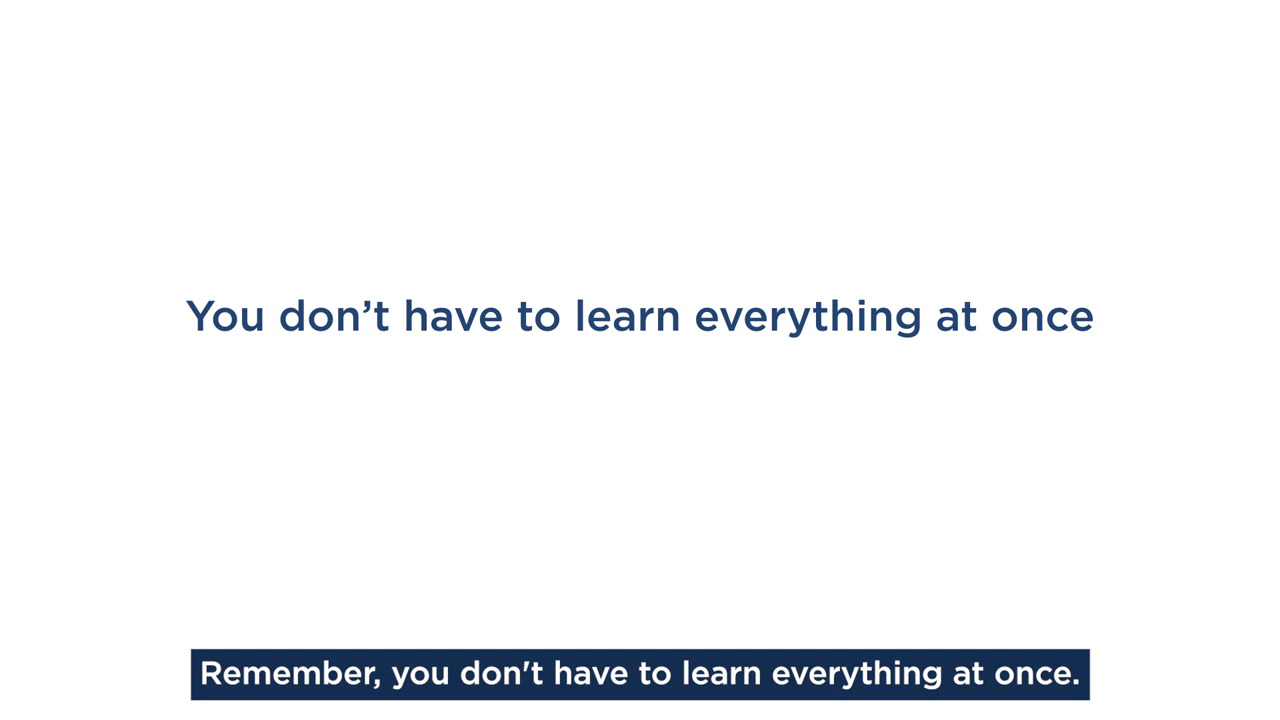 You don’t have to learn everything at once
Remember, you don't have to learn everything at once.